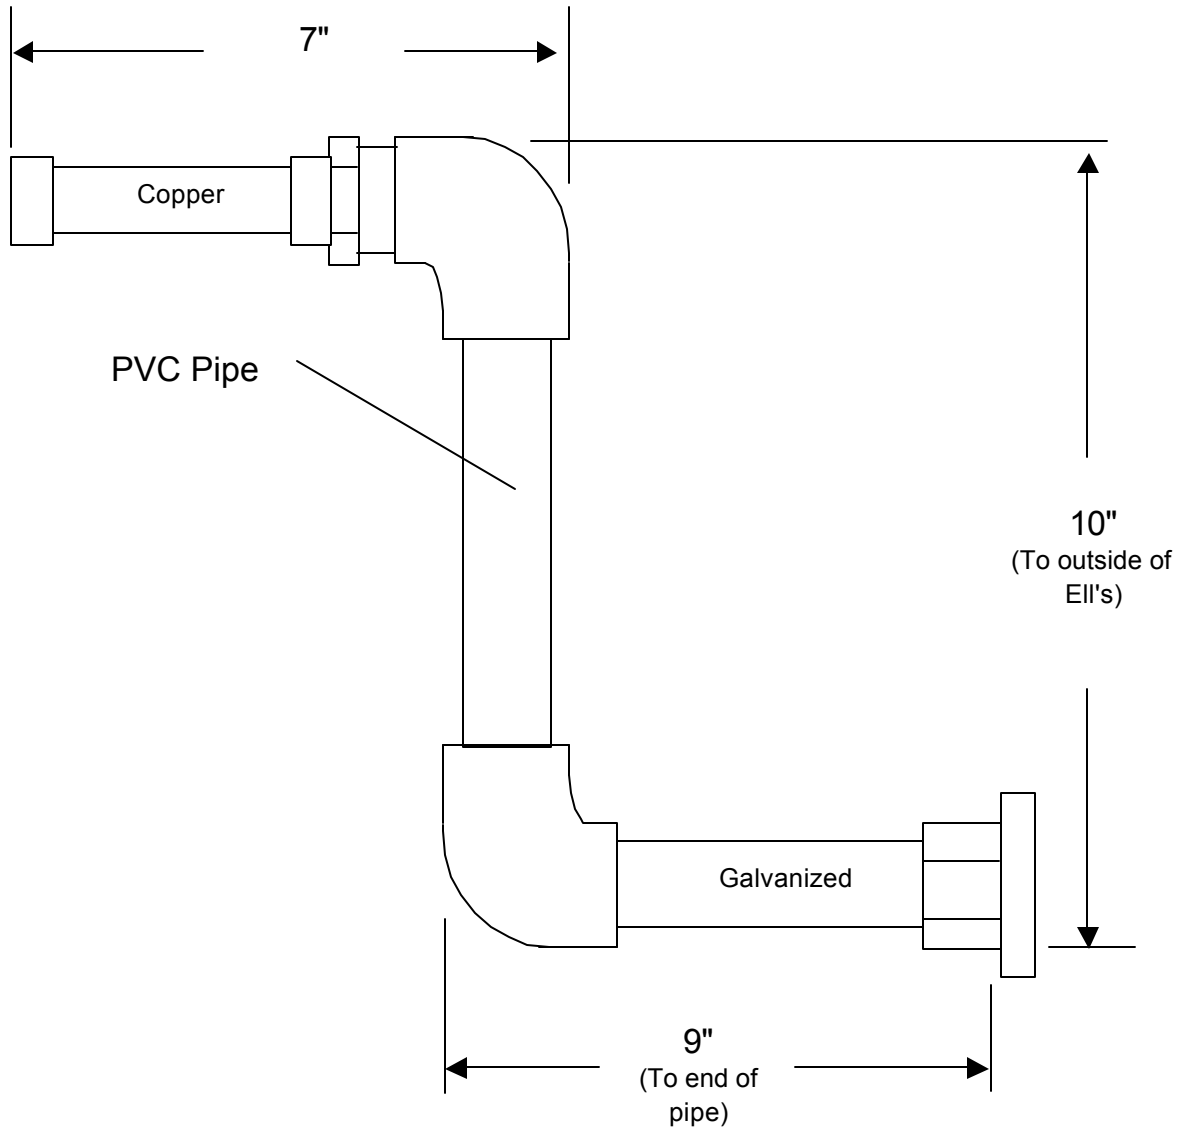 7"
Copper
PVC Pipe
10"
(To outside of
Ell's)
Galvanized
9"
(To end of
pipe)